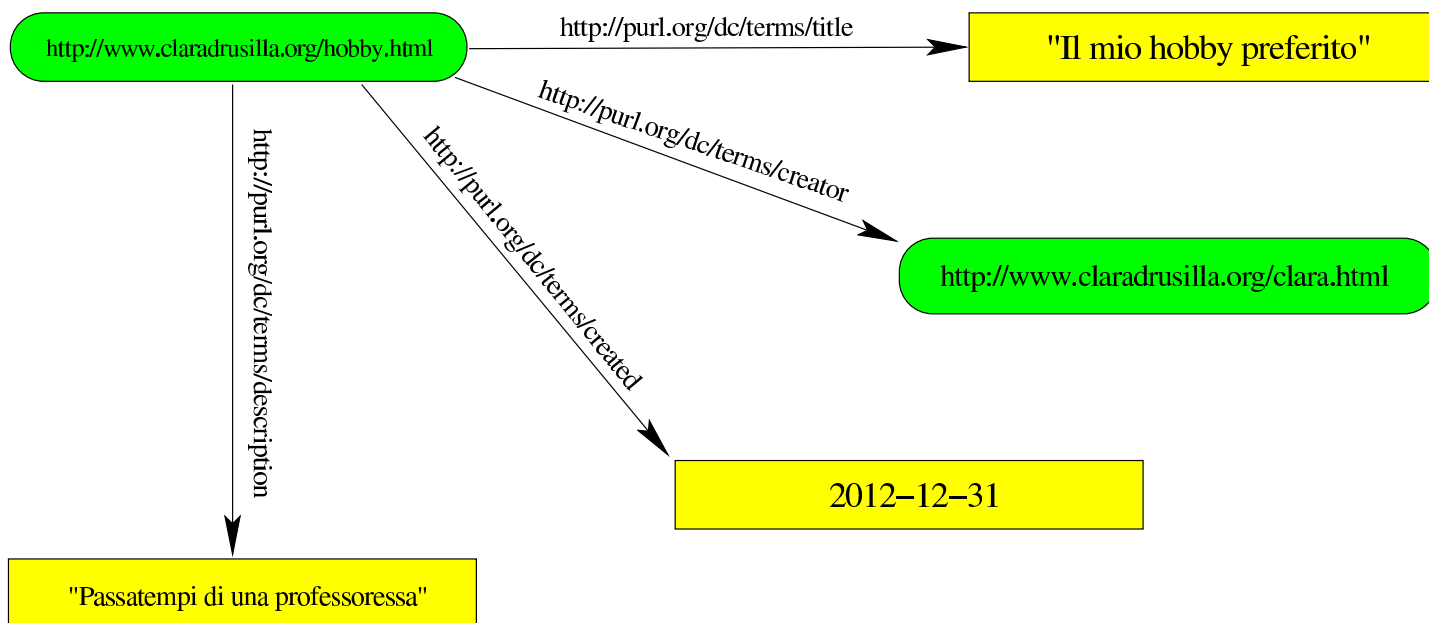 http://www.claradrusilla.org/hobby.html
http://purl.org/dc/terms/title
"Il mio hobby preferito"
http://purl.org/dc/terms/creator
http://www.claradrusilla.org/clara.html
http://purl.org/dc/terms/created
2012–12–31
http://purl.org/dc/terms/description
"Passatempi di una professoressa"